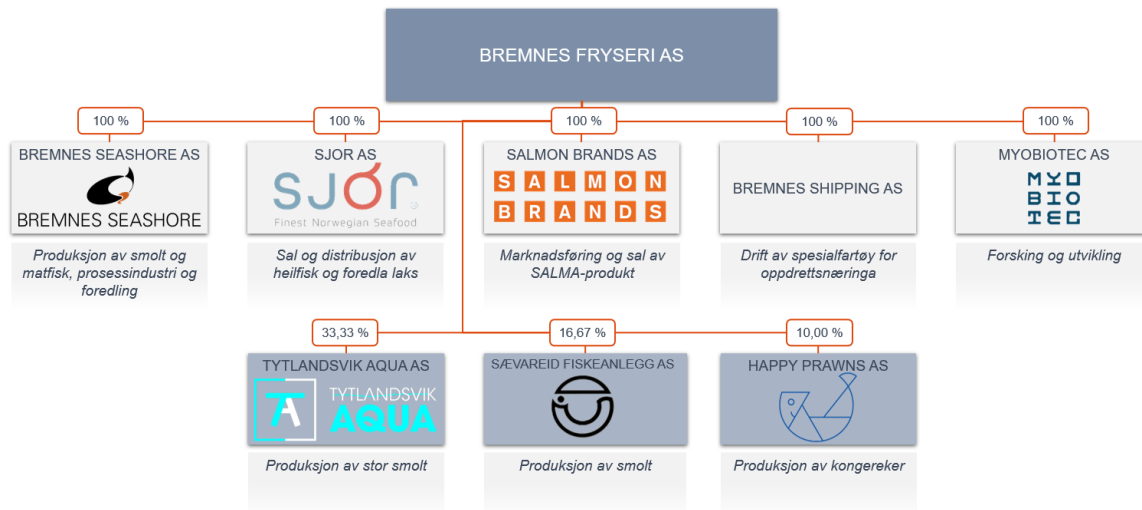 BREMNES FRYSERI AS
100 %
100 %
100 %
100 %
100 %
BREMNES SEASHORE AS
BREMNES SEASHORE
Produksjon av smolt og
matfisk, prosessindustri og
foredling
SJOR AS
SJÓR
Finest Norwegian Seafood
Sal og distribusjon av
heilfisk og foredla laks
SALMON BRANDS AS
SALMON
BRANDS
Marknadsføring og sal av
SALMA-produkt
BREMNES SHIPPING AS
Drift av spesialfartøy for
oppdrettsnæringa
MYOBIOTEC AS
MYO
BIO
TEC
Forsking og utvikling
33,33 %
16,67 %
10,00 %
TYTLANDSVIK AQUA AS
TA
TYTLANDSVIK
AQUA
Produksjon av stor smolt
SÆVAREID FISKEANLEGG AS
Produksjon av smolt
HAPPY PRAWNS AS
Produksjon av kongereker